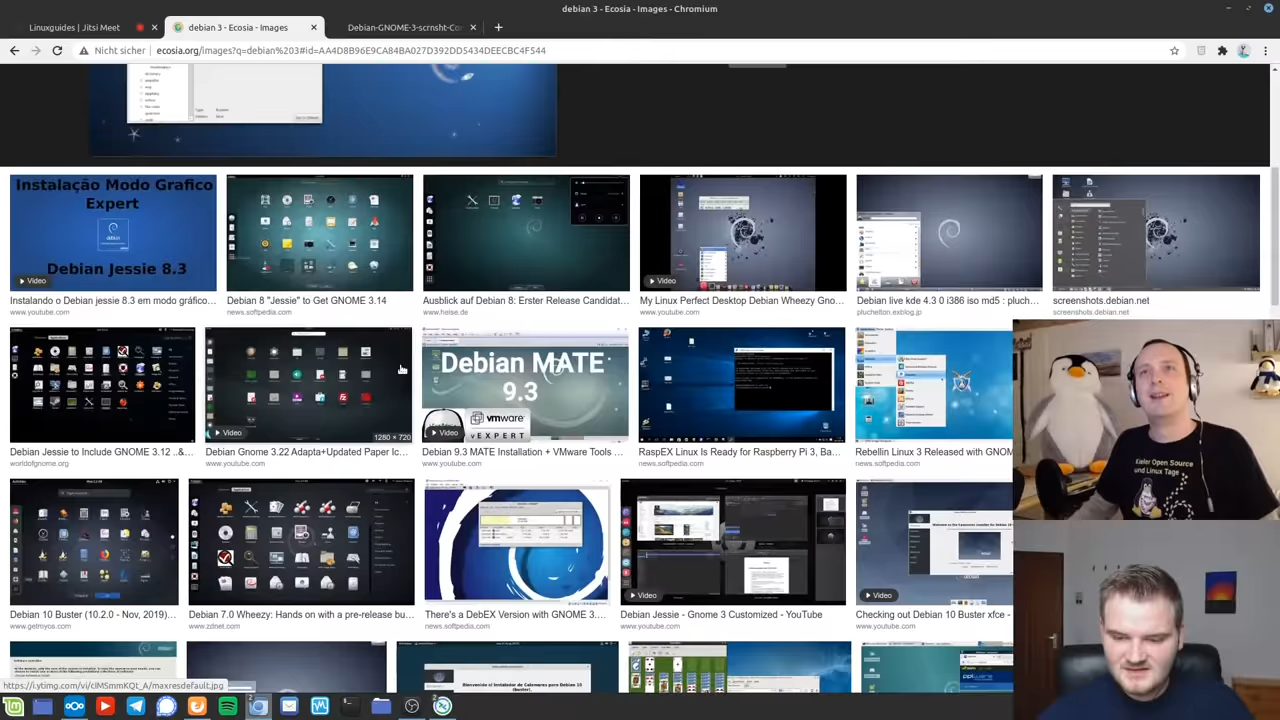 debian 3 - Ecosia - Images - Chromium
Linuxguides | Jitsi Meet
debian 3 - Ecosia - Images
Debian-GNOME-3-scrnsht-Co
Nicht sicher
ecosia.org/images?q=debian%203#id=AA4D8B96E9CA84BA027D392DD5434DEECBC4F544
Instalação Modo Grafico
Expert
debian
Debian Jessie 8.3
Video
Video
Instalando o Debian jessie 8.3 em modo gráfico…
Debian 8 "Jessie" to Get GNOME 3.14
Ausblick auf Debian 8: Erster Release Candidat…
My Linux Perfect Desktop Debian Wheezy Gno…
Debian live kde 4.3 0 i386 iso md5 : pluch…
screenshots.debian.net
www.youtube.com
news.softpedia.com
www.heise.de
www.youtube.com
pluchelton.exblog.jp
screenshots.debian.net
Debian MATE
9.3
vmware
vEXPERT
Video
1280 × 720
Video
Kieler Open Source
und Linux Tage
Debian Jessie to Include GNOME 3.12 ..&…
Debian Gnome 3.22 Adapta+Updated Paper Ic…
Debian 9.3 MATE Installation + VMware Tools …
RaspEX Linux Is Ready for Raspberry Pi 3, Ba…
Rebellin Linux 3 Released with GNOM
worldofgnome.org
www.youtube.com
www.youtube.com
news.softpedia.com
news.softpedia.com
Video
Video
Debian 10 Buster (10.2.0 - Nov, 2019)…
Debian 7.0 Wheezy: Hands on with a pre-release bu…
There's a DebEX Version with GNOME 3.…
Debian Jessie - Gnome 3 Customized - YouTube
Checking out Debian 10 Buster xfce -
www.getmyos.com
www.zdnet.com
news.softpedia.com
www.youtube.com
www.youtube.com